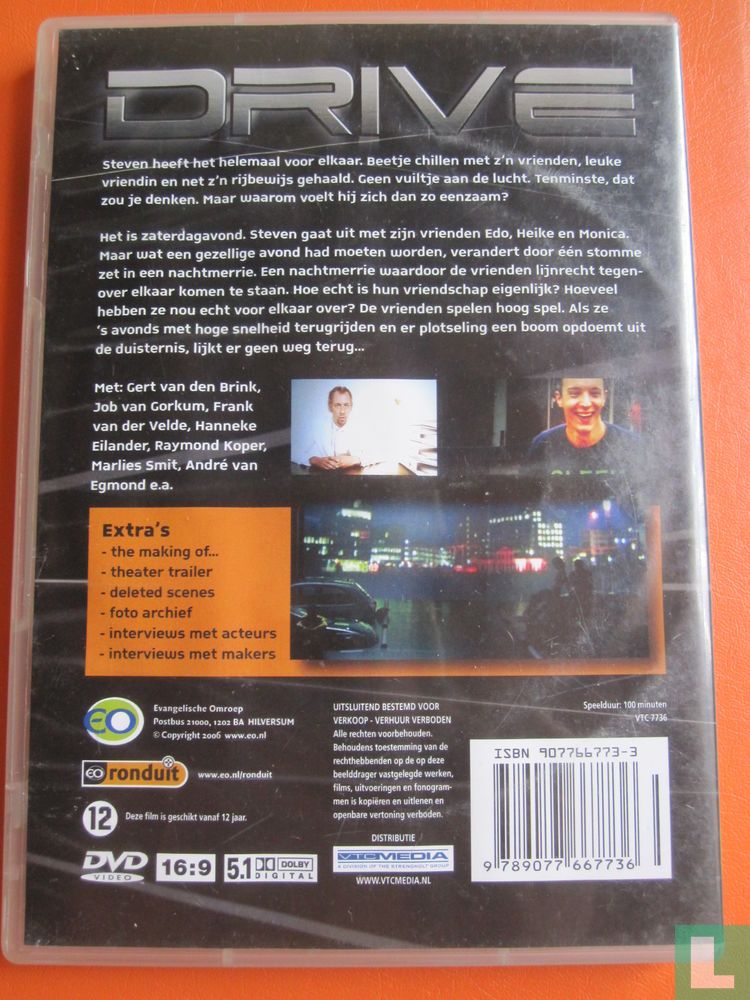 DRIVE
Steven heeft het helemaal voor elkaar. Beetje chillen met z'n vrienden, leuke
vriendin en net z'n rijbewijs gehaald. Geen vuiltje aan de lucht. Tenminste, dat
zou je denken. Maar waarom voelt hij zich dan zo eenzaam?
Het is zaterdagavond. Steven gaat uit met zijn vrienden Edo, Heike en Monica.
Maar wat een gezellige avond had moeten worden, verandert door één stomme
zet in een nachtmerrie. Een nachtmerrie waardoor de vrienden lijnrecht tegen-
over elkaar komen te staan. Hoe echt is hun vriendschap eigenlijk? Hoeveel
hebben ze nou echt voor elkaar over? De vrienden spelen hoog spel. Als ze
's avonds met hoge snelheid terugrijden en er plotseling een boom opdoemt uit
de duisternis, lijkt er geen weg terug...
Met: Gert van den Brink,
Job van Gorkum, Frank
van der Velde, Hanneke
Eilander, Raymond Koper,
Marlies Smit, André van
Egmond e.a.
Extra's
- the making of...
- theater trailer
- deleted scenes
- foto archief
- interviews met acteurs
- interviews met makers
EO
Evangelische Omroep
Postbus 21000, 1202 BA HILVERSUM
© Copyright 2006 www.eo.nl
EO ronduit
www.eo.nl/ronduit
12
Deze film is geschikt vanaf 12 jaar.
DVD
VIDEO
16:9
5.1 DOLBY
DIGITAL
UITSLUITEND BESTEMD VOOR
VERKOOP - VERHUUR VERBODEN
Alle rechten voorbehouden.
Behoudens toestemming van de
rechthebbenden de op deze
beelddrager vastgelegde werken,
films, uitvoeringen en fonogram-
men is kopiëren en uitlenen en
openbare vertoning verboden.
DISTRIBUTIE
VTCMEDIA
A DIVISION OF THE STRENGHOLT GROUP
WWW.VTCMEDIA.NL
Speelduur: 100 minuten
VTC 7736
ISBN 907766773-3
9 789077 667736
L